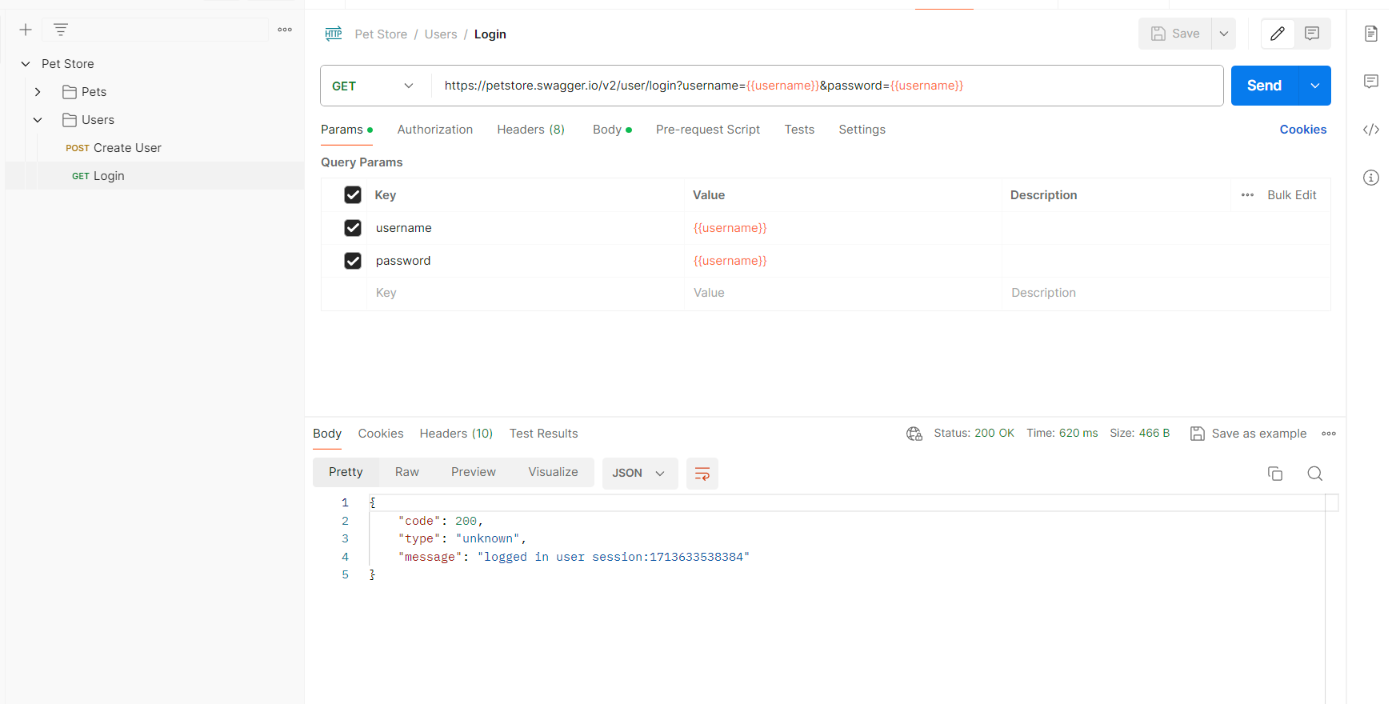 HTTP Pet Store / Users / Login Save
Pet Store
Pets
Users
POST Create User
GET Login
GET https://petstore.swagger.io/v2/user/login?username={{username}}&password={{username}} Send
Params Authorization Headers (8) Body Pre-request Script Tests Settings Cookies
Query Params
Key Value Description Bulk Edit
username {{username}}
password {{username}}
Key Value Description
Body Cookies Headers (10) Test Results Status: 200 OK Time: 620 ms Size: 466 B Save as example
Pretty Raw Preview Visualize JSON
1 {
2 "code": 200,
3 "type": "unknown",
4 "message": "logged in user session:1713633538384"
5 }